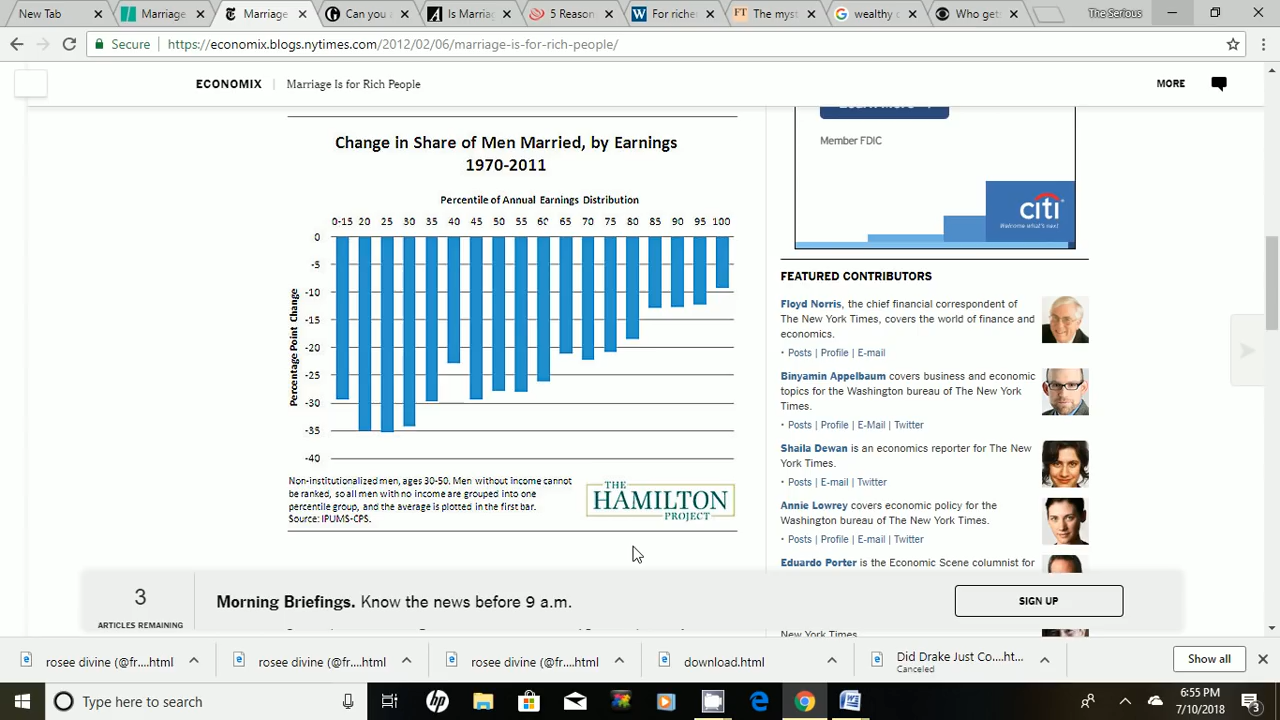 New Tab
Marriage
Marriage
Can you a
Is Marriag
5 Reason
For richer
The myst
wealthy c
Who gets
The Serious
Secure
https://economix.blogs.nytimes.com/2012/02/06/marriage-is-for-rich-people/
ECONOMIX | Marriage Is for Rich People
MORE
Change in Share of Men Married, by Earnings
1970-2011
Percentile of Annual Earnings Distribution
0-15 20 25 30 35 40 45 50 55 60 65 70 75 80 85 90 95 100
0
-5
-10
-15
-20
-25
-30
-35
-40
Percentage Point Change
Non-institutionalized men, ages 30-50. Men without income cannot
be ranked, so all men with no income are grouped into one
percentile group and the average is plotted in the first bar.
Source: IPUMS-CPS.
THE
HAMILTON
PROJECT
Member FDIC
citi
Welcome what's next
FEATURED CONTRIBUTORS
Floyd Norris, the chief financial correspondent of
The New York Times, covers the world of finance and
economics.
• Posts | Profile | E-mail
Binyamin Appelbaum covers business and economic
topics for the Washington bureau of The New York
Times.
• Posts | Profile | E-Mail | Twitter
Shaila Dewan is an economics reporter for The New
York Times.
• Posts | E-mail | Twitter
Annie Lowrey covers economic policy for the
Washington bureau of The New York Times.
• Posts | Profile | E-mail | Twitter
Eduardo Porter is the Economic Scene columnist for
New York Times
3
ARTICLES REMAINING
Morning Briefings. Know the news before 9 a.m.
SIGN UP
rosee divine (@fr....html
rosee divine (@fr....html
rosee divine (@fr....html
download.html
Did Drake Just Co....ht...
Canceled
Show all
Type here to search
6:55 PM
7/10/2018
3